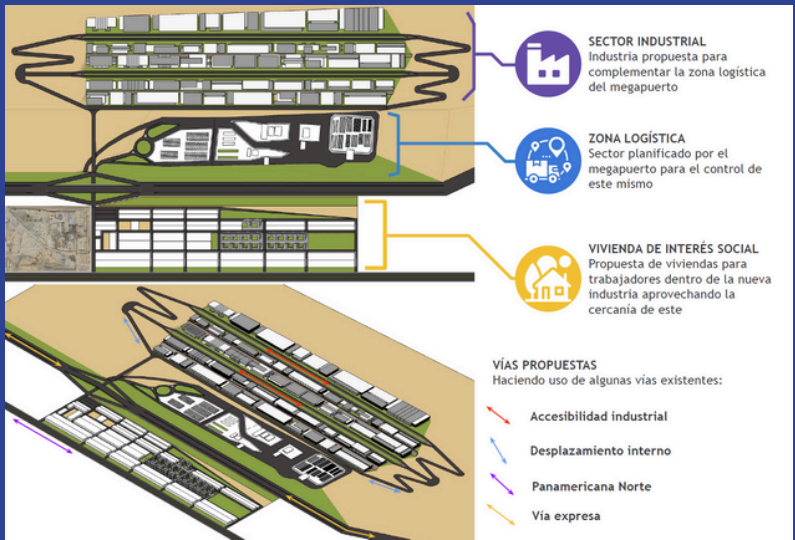 SECTOR INDUSTRIAL
Industria propuesta para
complementar la zona logística
del megapuerto
ZONA LOGÍSTICA
Sector planificado por el
megapuerto para el control de
este mismo
VIVIENDA DE INTERÉS SOCIAL
Propuesta de viviendas para
trabajadores dentro de la nueva
industria aprovechando la
cercanía de este
VÍAS PROPUESTAS
Haciendo uso de algunas vías existentes:
Accesibilidad industrial
Desplazamiento interno
Panamericana Norte
Vía expresa